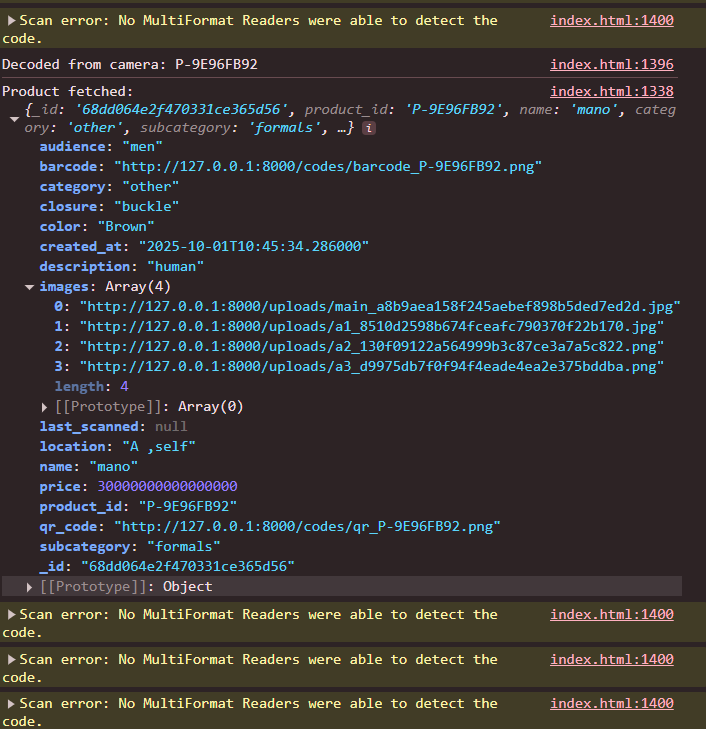 Scan error: No MultiFormat Readers were able to detect the code. index.html:1400
Decoded from camera: P-9E96FB92 index.html:1396
Product fetched: index.html:1338
{_id: '68dd064e2f470331ce365d56', product_id: 'P-9E96FB92', name: 'mano', categ
ory: 'other', subcategory: 'formals', …} i
audience: "men"
barcode: "http://127.0.0.1:8000/codes/barcode_P-9E96FB92.png"
category: "other"
closure: "buckle"
color: "Brown"
created_at: "2025-10-01T10:45:34.286000"
description: "human"
images: Array(4)
0: "http://127.0.0.1:8000/uploads/main_a8b9aea158f245aebef898b5ded7ed2d.jpg"
1: "http://127.0.0.1:8000/uploads/a1_8510d2598b674fceafc790370f22b170.jpg"
2: "http://127.0.0.1:8000/uploads/a2_130f09122a564999b3c87ce3a7a5c822.png"
3: "http://127.0.0.1:8000/uploads/a3_d9975db7f0f94f4eade4ea2e375bddba.png"
length: 4
[[Prototype]]: Array(0)
last_scanned: null
location: "A ,self"
name: "mano"
price: 30000000000000000
product_id: "P-9E96FB92"
qr_code: "http://127.0.0.1:8000/codes/qr_P-9E96FB92.png"
subcategory: "formals"
_id: "68dd064e2f470331ce365d56"
[[Prototype]]: Object
Scan error: No MultiFormat Readers were able to detect the index.html:1400
code.
Scan error: No MultiFormat Readers were able to detect the index.html:1400
code.
Scan error: No MultiFormat Readers were able to detect the index.html:1400
code.